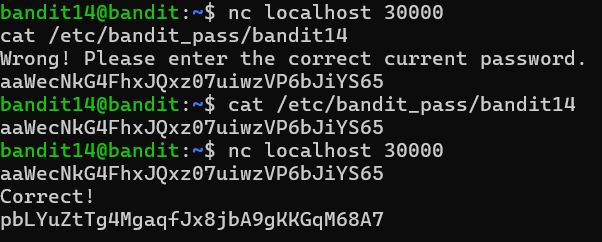 bandit14@bandit:~$ nc localhost 30000
cat /etc/bandit_pass/bandit14
Wrong! Please enter the correct current password.
aaWecNkG4FhxJQxz07uiwzVP6bJiYS65
bandit14@bandit:~$ cat /etc/bandit_pass/bandit14
aaWecNkG4FhxJQxz07uiwzVP6bJiYS65
bandit14@bandit:~$ nc localhost 30000
aaWecNkG4FhxJQxz07uiwzVP6bJiYS65
Correct!
pbLYuZtTg4MgaqfJx8jbA9gKKGqM68A7